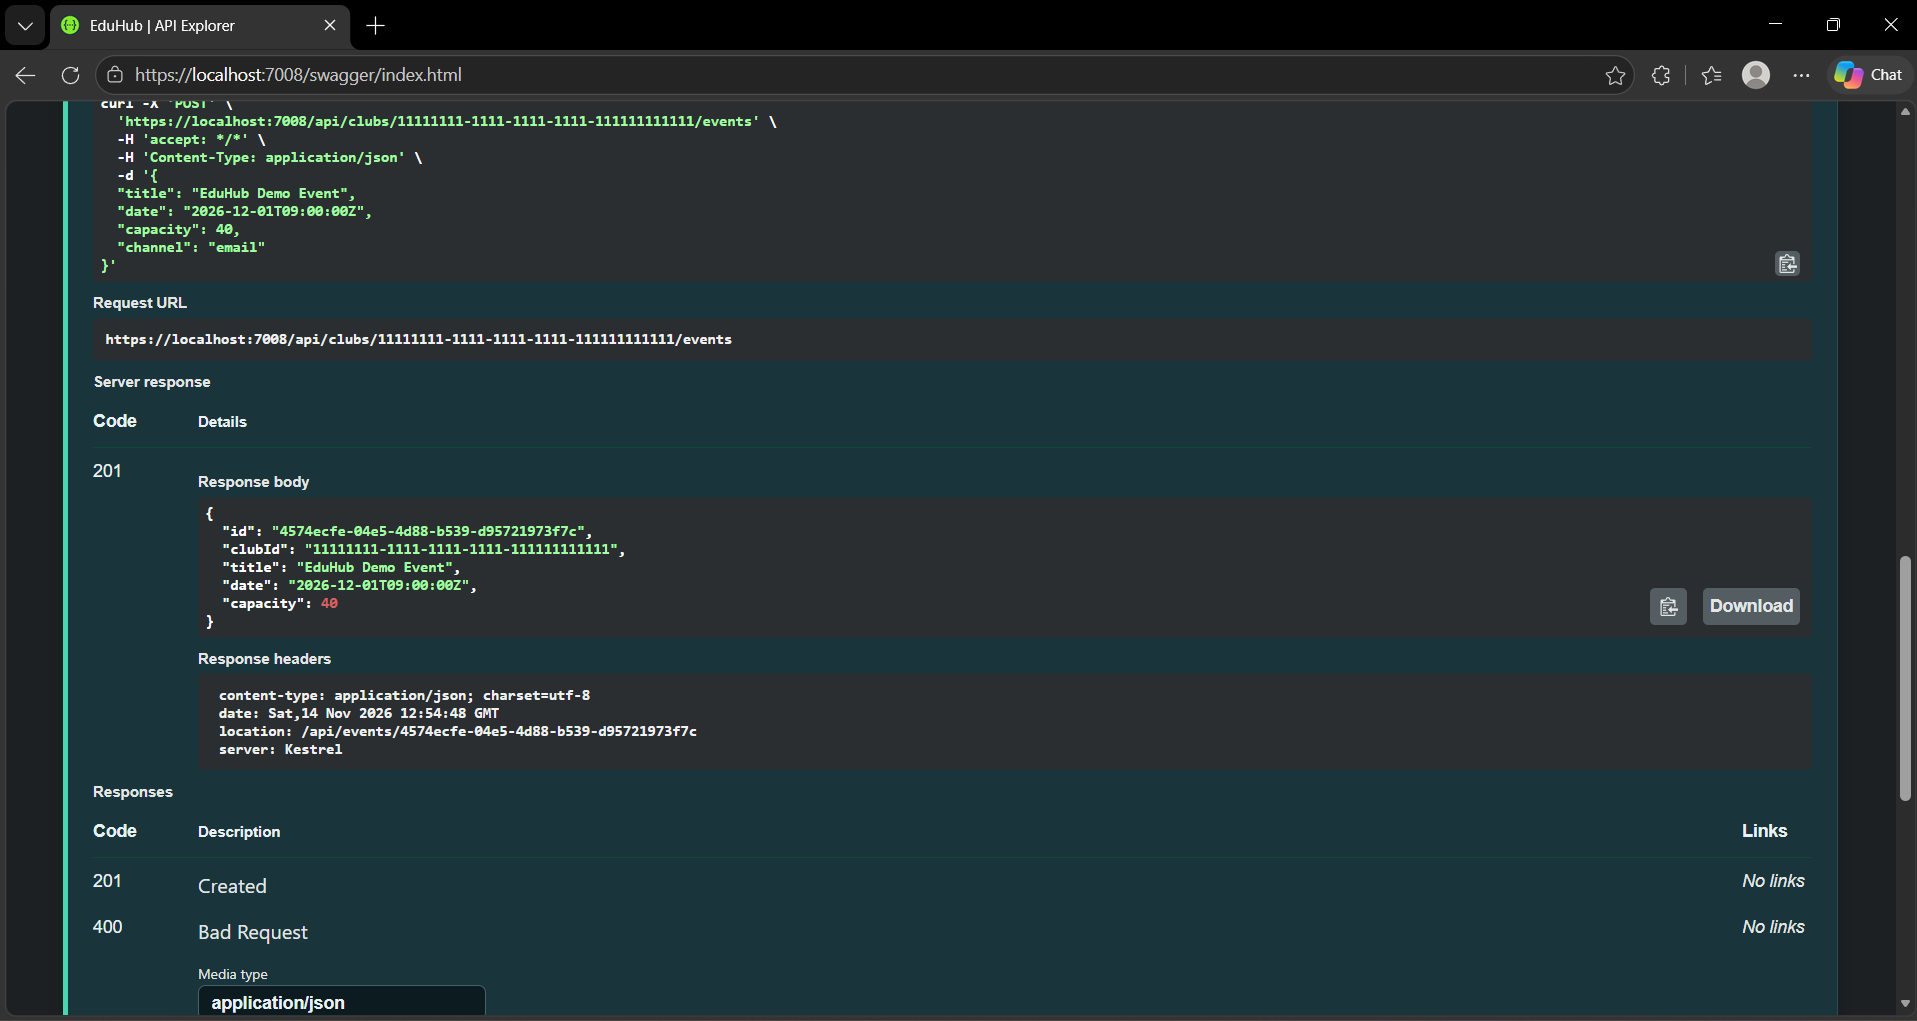 EduHub | API Explorer
https://localhost:7008/swagger/index.html
Chat
curl -X 'POST' \
'https://localhost:7008/api/clubs/11111111-1111-1111-1111-111111111111/events' \
-H 'accept: */*' \
-H 'Content-Type: application/json' \
-d '{
"title": "EduHub Demo Event",
"date": "2026-12-01T09:00:00Z",
"capacity": 40,
"channel": "email"
}'
Request URL
https://localhost:7008/api/clubs/11111111-1111-1111-1111-111111111111/events
Server response
Code Details
201
Response body
{
"id": "4574ecfe-04e5-4d88-b539-d95721973f7c",
"clubId": "11111111-1111-1111-1111-111111111111",
"title": "EduHub Demo Event",
"date": "2026-12-01T09:00:00Z",
"capacity": 40
}
Download
Response headers
content-type: application/json; charset=utf-8
date: Sat,14 Nov 2026 12:54:48 GMT
location: /api/events/4574ecfe-04e5-4d88-b539-d95721973f7c
server: Kestrel
Responses
Code Description Links
201 Created No links
400 Bad Request No links
Media type
application/json